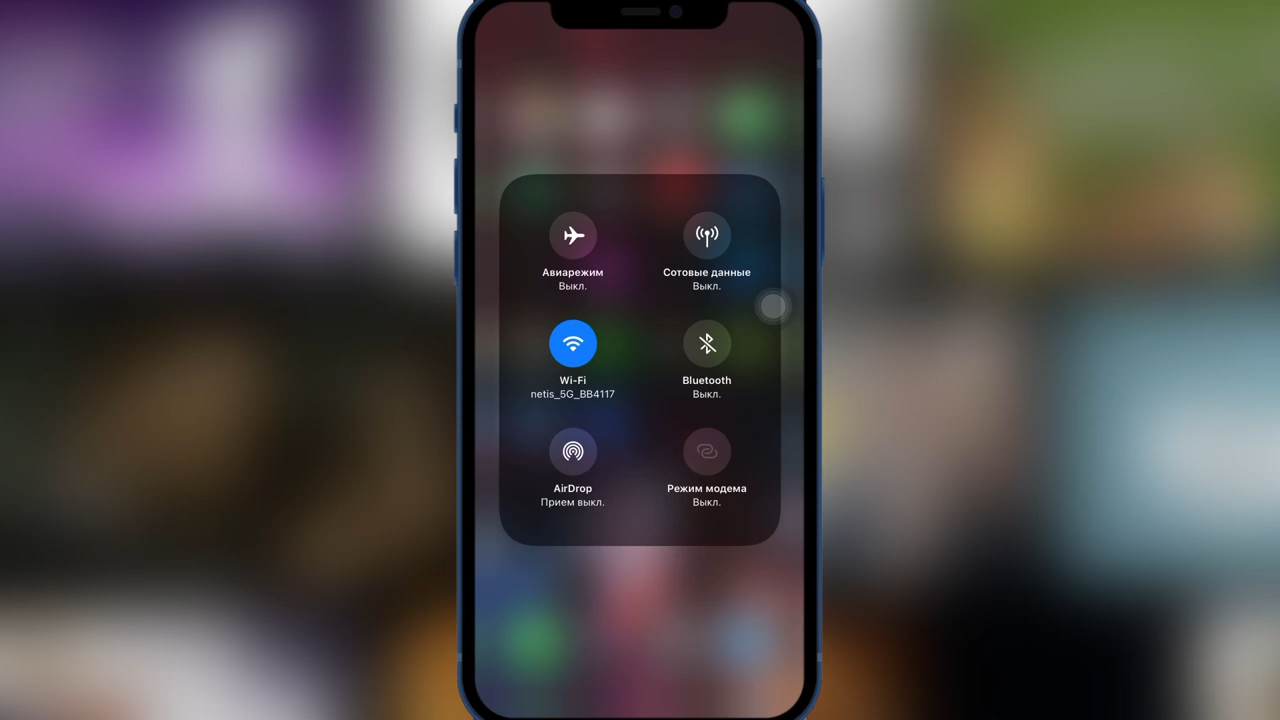 Авиарежим
Выкл.
Сотовые данные
Выкл.
Wi-Fi
netis_5G_BB4117
Bluetooth
Выкл.
AirDrop
Прием выкл.
Режим модема
Выкл.